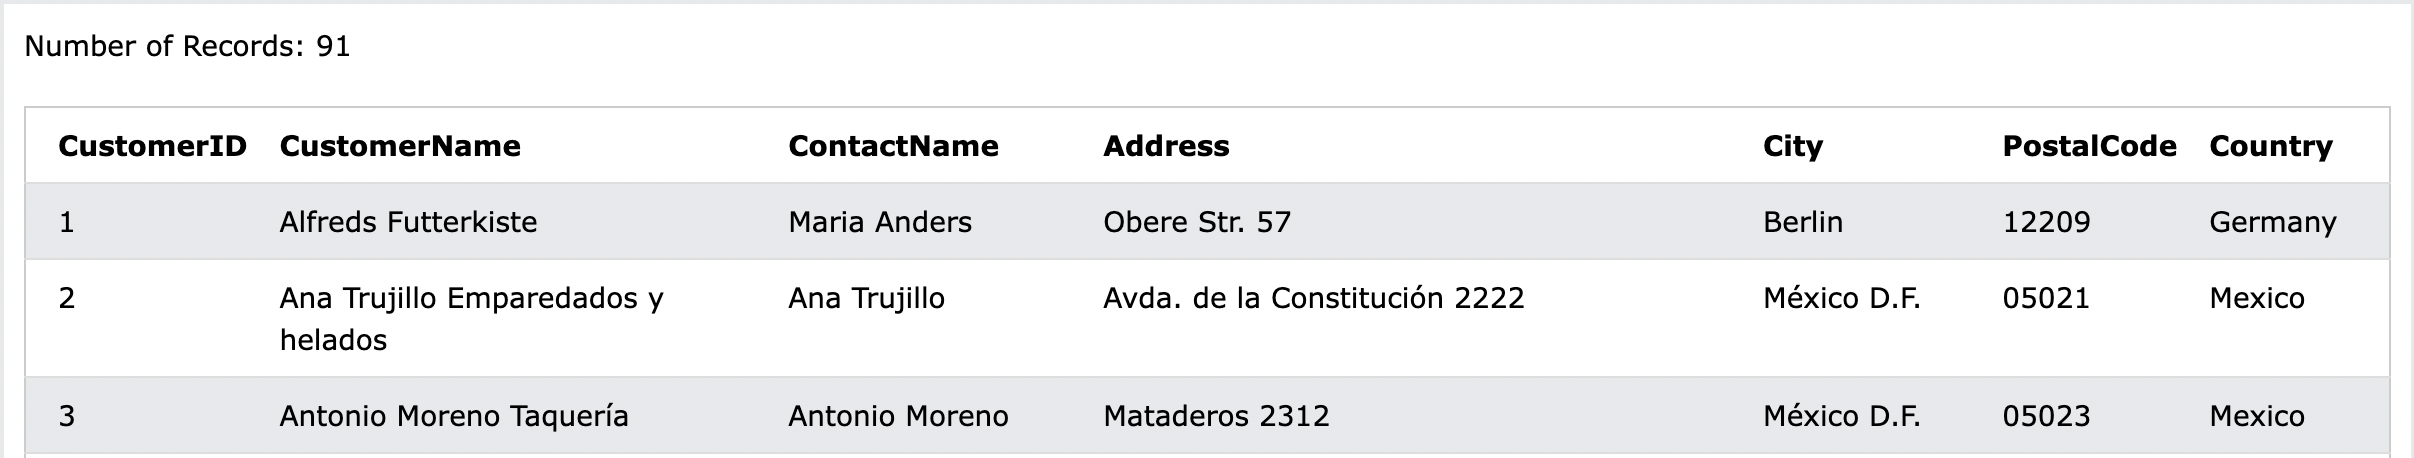 Number of Records: 91
CustomerID CustomerName ContactName Address City PostalCode Country
1 Alfreds Futterkiste Maria Anders Obere Str. 57 Berlin 12209 Germany
2 Ana Trujillo Emparedados y Ana Trujillo Avda. de la Constitución 2222 México D.F. 05021 Mexico
helados
3 Antonio Moreno Taquería Antonio Moreno Mataderos 2312 México D.F. 05023 Mexico